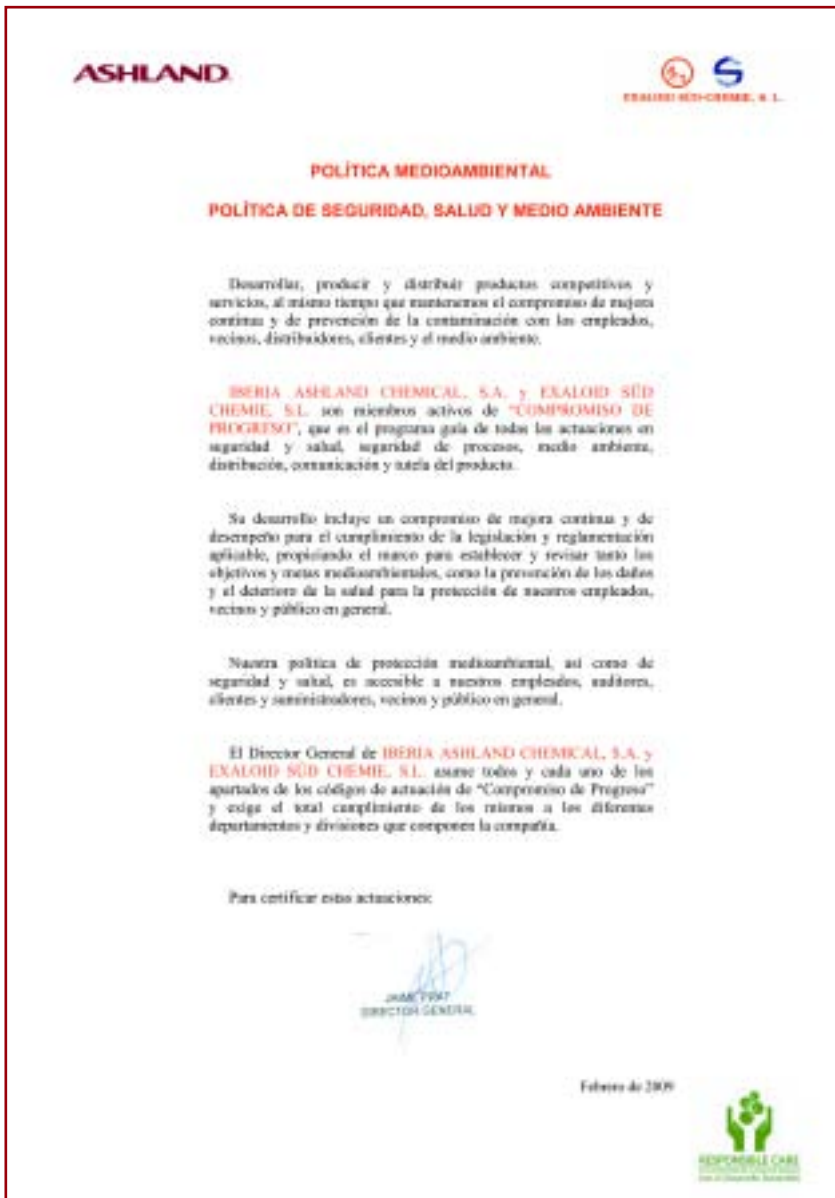 ASHLAND.
EXALOID SÜD-CHEMIE, S. L.
POLÍTICA MEDIOAMBIENTAL
POLÍTICA DE SEGURIDAD, SALUD Y MEDIO AMBIENTE
Desarrollar, producir y distribuir productos competitivos y
servicios, al mismo tiempo que mantenemos el compromiso de mejora
continua y de prevención de la contaminación con los empleados,
vecinos, distribuidores, clientes y el medio ambiente.
IBERIA ASHLAND CHEMICAL, S.A. y EXALOID SÜD
CHEMIE, S.L. son miembros activos de “COMPROMISO DE
PROGRESO”, que es el programa guía de todas las actuaciones en
seguridad y salud, seguridad de procesos, medio ambiente,
distribución, comunicación y tutela del producto.
Su desarrollo incluye un compromiso de mejora continua y de
desempeño para el cumplimiento de la legislación y reglamentación
aplicable, propiciando el marco para establecer y revisar tanto los
objetivos y metas medioambientales, como la prevención de los daños
y el deterioro de la salud para la protección de nuestros empleados,
vecinos y público en general.
Nuestra política de protección medioambiental, así como de
seguridad y salud, es accesible a nuestros empleados, auditores,
clientes y suministradores, vecinos y público en general.
El Director General de IBERIA ASHLAND CHEMICAL, S.A. y
EXALOID SÜD CHEMIE, S.L. asume todos y cada uno de los
apartados de los códigos de actuación de “Compromiso de Progreso”
y exige el total cumplimiento de los mismos a los diferentes
departamentos y divisiones que componen la compañía.
Para certificar estas actuaciones:
JAIME PRAT
DIRECTOR GENERAL
Febrero de 2009
RESPONSIBLE CARE